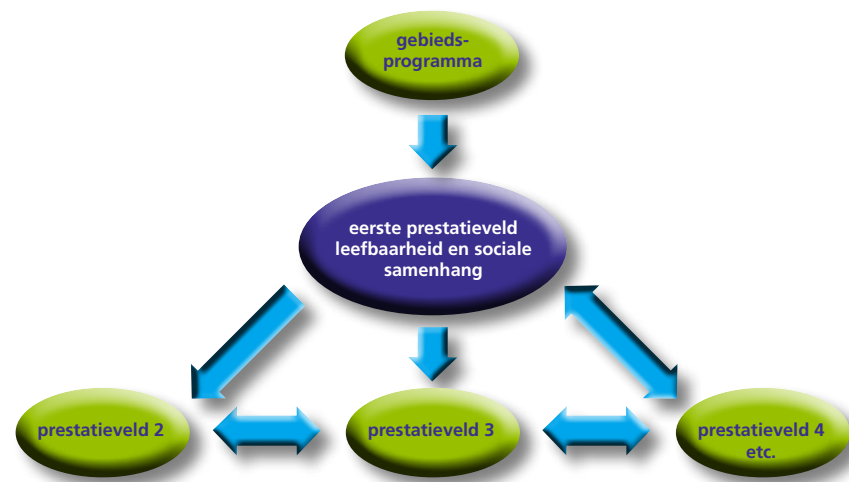 gebieds-
programma
eerste prestatieveld
leefbaarheid en sociale
samenhang
prestatieveld 2
prestatieveld 3
prestatieveld 4
etc.